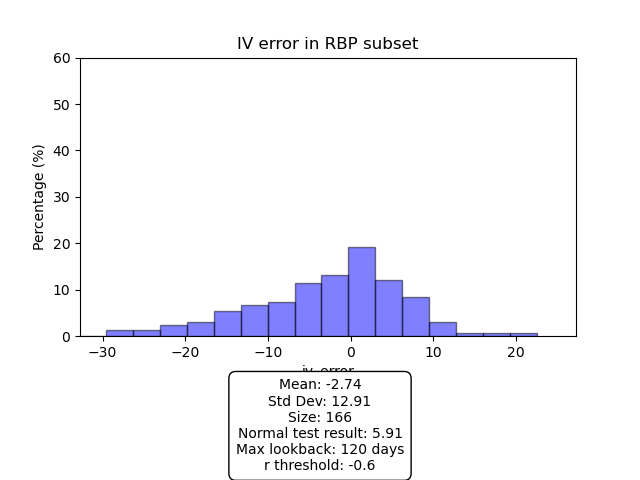 IV error in RBP subset
Percentage (%)
60
50
40
30
20
10
0
−30
−20
−10
0
10
20
iv_error
Mean: -2.74
Std Dev: 12.91
Size: 166
Normal test result: 5.91
Max lookback: 120 days
r threshold: -0.6